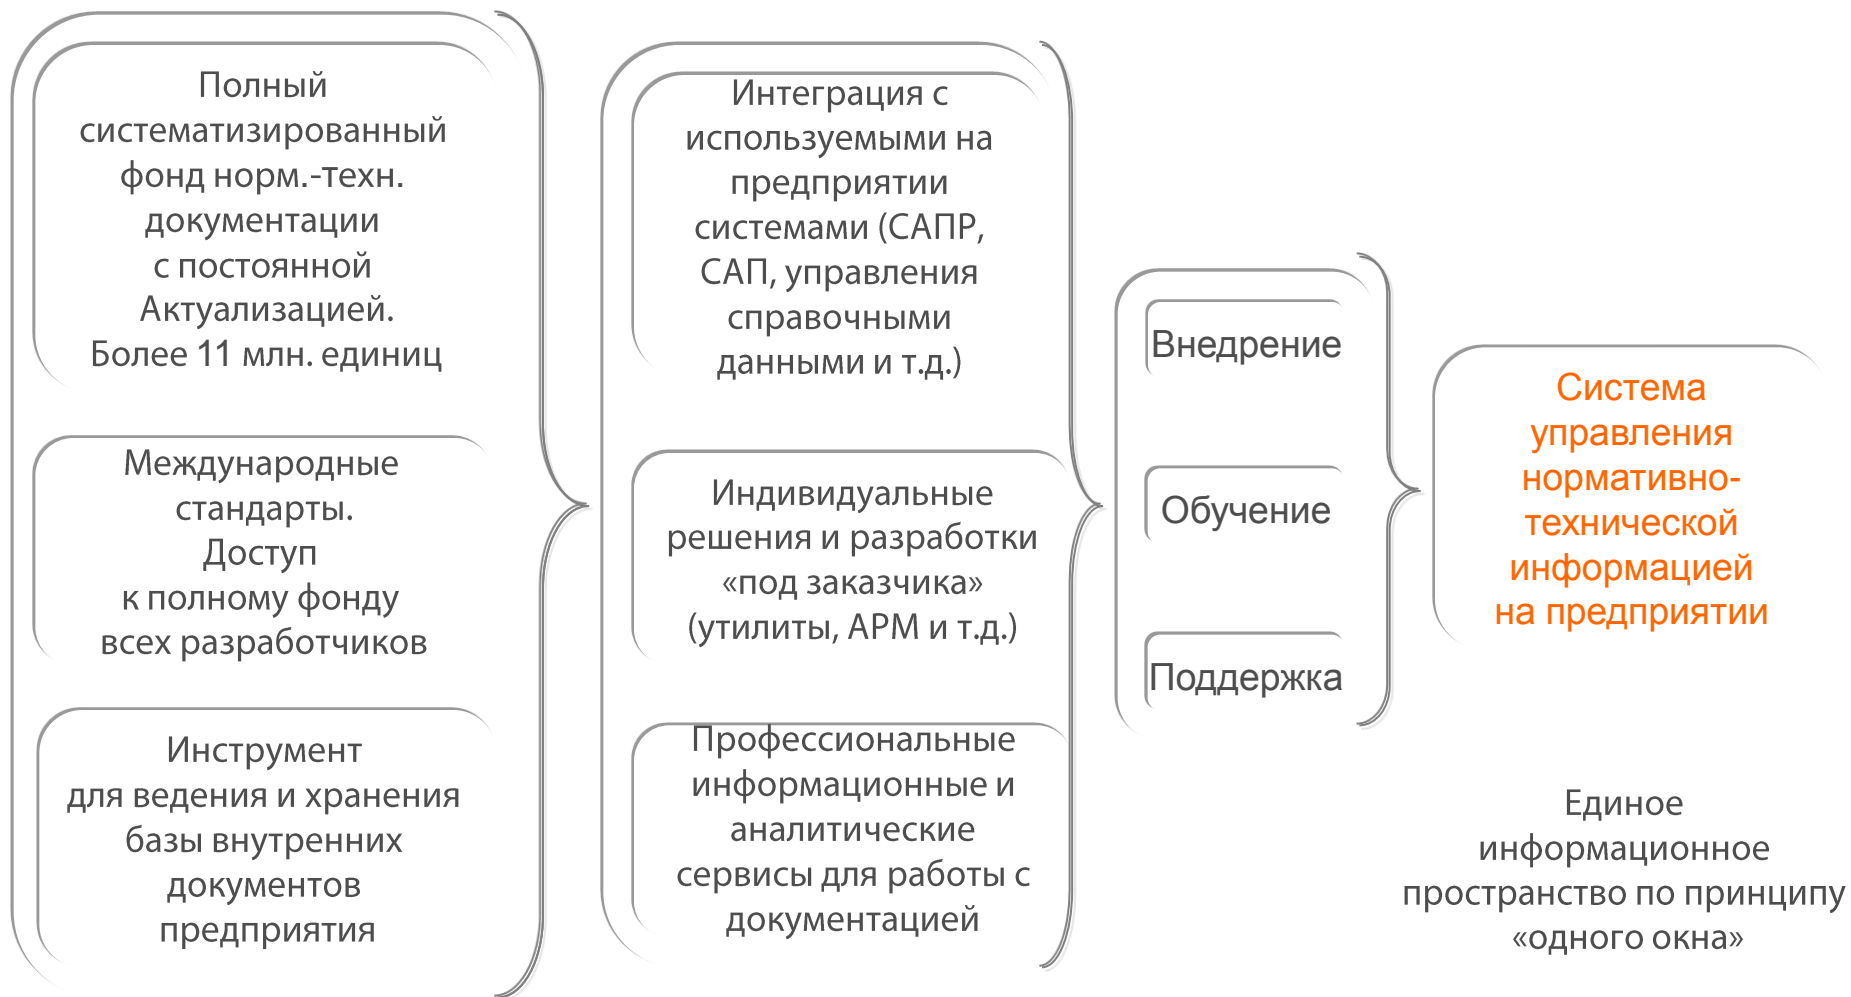 Полный
систематизированный
фонд норм.-техн.
документации
с постоянной
Актуализацией.
Более 11 млн. единиц
Международные
стандарты.
Доступ
к полному фонду
всех разработчиков
Инструмент
для ведения и хранения
базы внутренних
документов
предприятия
Интеграция с
используемыми на
предприятии
системами (САПР,
САП, управления
справочными
данными и т.д.)
Индивидуальные
решения и разработки
«под заказчика»
(утилиты, АРМ и т.д.)
Профессиональные
информационные и
аналитические
сервисы для работы с
документацией
Внедрение
Обучение
Поддержка
Система
управления
нормативно-
технической
информацией
на предприятии
Единое
информационное
пространство по принципу
«одного окна»